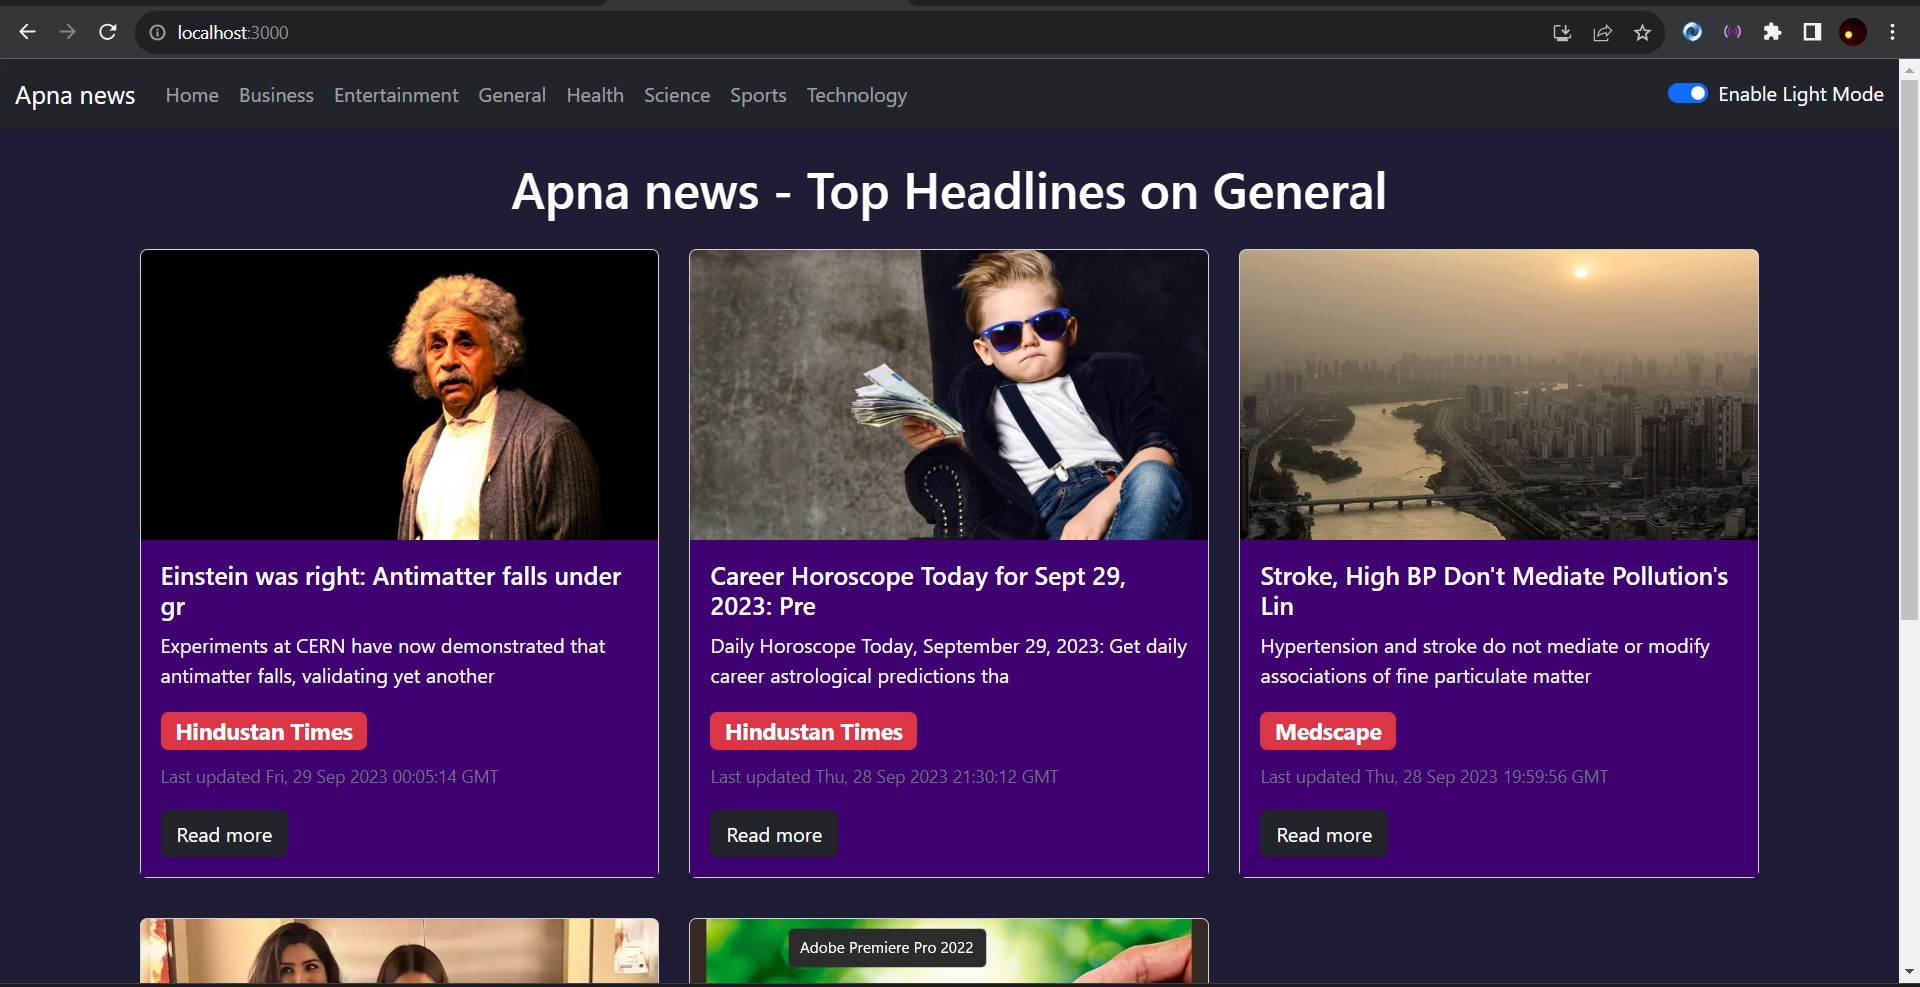 localhost:3000
Apna news Home Business Entertainment General Health Science Sports Technology Enable Light Mode
Apna news - Top Headlines on General
Einstein was right: Antimatter falls under
gr
Experiments at CERN have now demonstrated that
antimatter falls, validating yet another
Hindustan Times
Last updated Fri, 29 Sep 2023 00:05:14 GMT
Read more
Career Horoscope Today for Sept 29,
2023: Pre
Daily Horoscope Today, September 29, 2023: Get daily
career astrological predictions tha
Hindustan Times
Last updated Thu, 28 Sep 2023 21:30:12 GMT
Read more
Stroke, High BP Don't Mediate Pollution's
Lin
Hypertension and stroke do not mediate or modify
associations of fine particulate matter
Medscape
Last updated Thu, 28 Sep 2023 19:59:56 GMT
Read more
Adobe Premiere Pro 2022